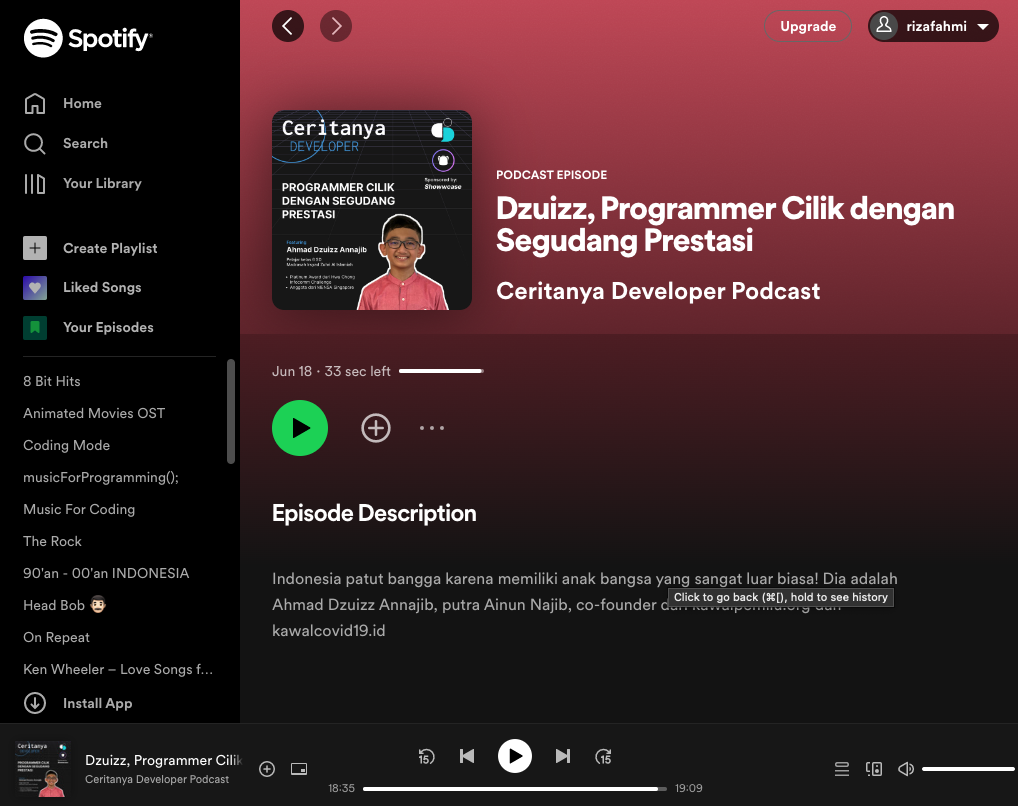 Spotify
Upgrade
rizafahmi
Home
Search
Your Library
Create Playlist
Liked Songs
Your Episodes
8 Bit Hits
Animated Movies OST
Coding Mode
musicForProgramming();
Music For Coding
The Rock
90'an - 00'an INDONESIA
Head Bob 👨🏻
On Repeat
Ken Wheeler – Love Songs f...
Install App
Ceritanya
DEVELOPER
Sponsored by:
Showwcase
PROGRAMMER CILIK
DENGAN SEGUDANG
PRESTASI
Featuring
Ahmad Dzuizz Annajib
PODCAST EPISODE
Dzuizz, Programmer Cilik dengan
Segudang Prestasi
Ceritanya Developer Podcast
Jun 18 · 33 sec left
Episode Description
Indonesia patut bangga karena memiliki anak bangsa yang sangat luar biasa! Dia adalah
Ahmad Dzuizz Annajib, putra Ainun Najib, co-founder dari kawalpemilu.org dan
Click to go back (⌘[), hold to see history
kawalcovid19.id
Ceritanya
Dzuizz, Programmer Cilik
Ceritanya Developer Podcast
15
15
18:35
19:09